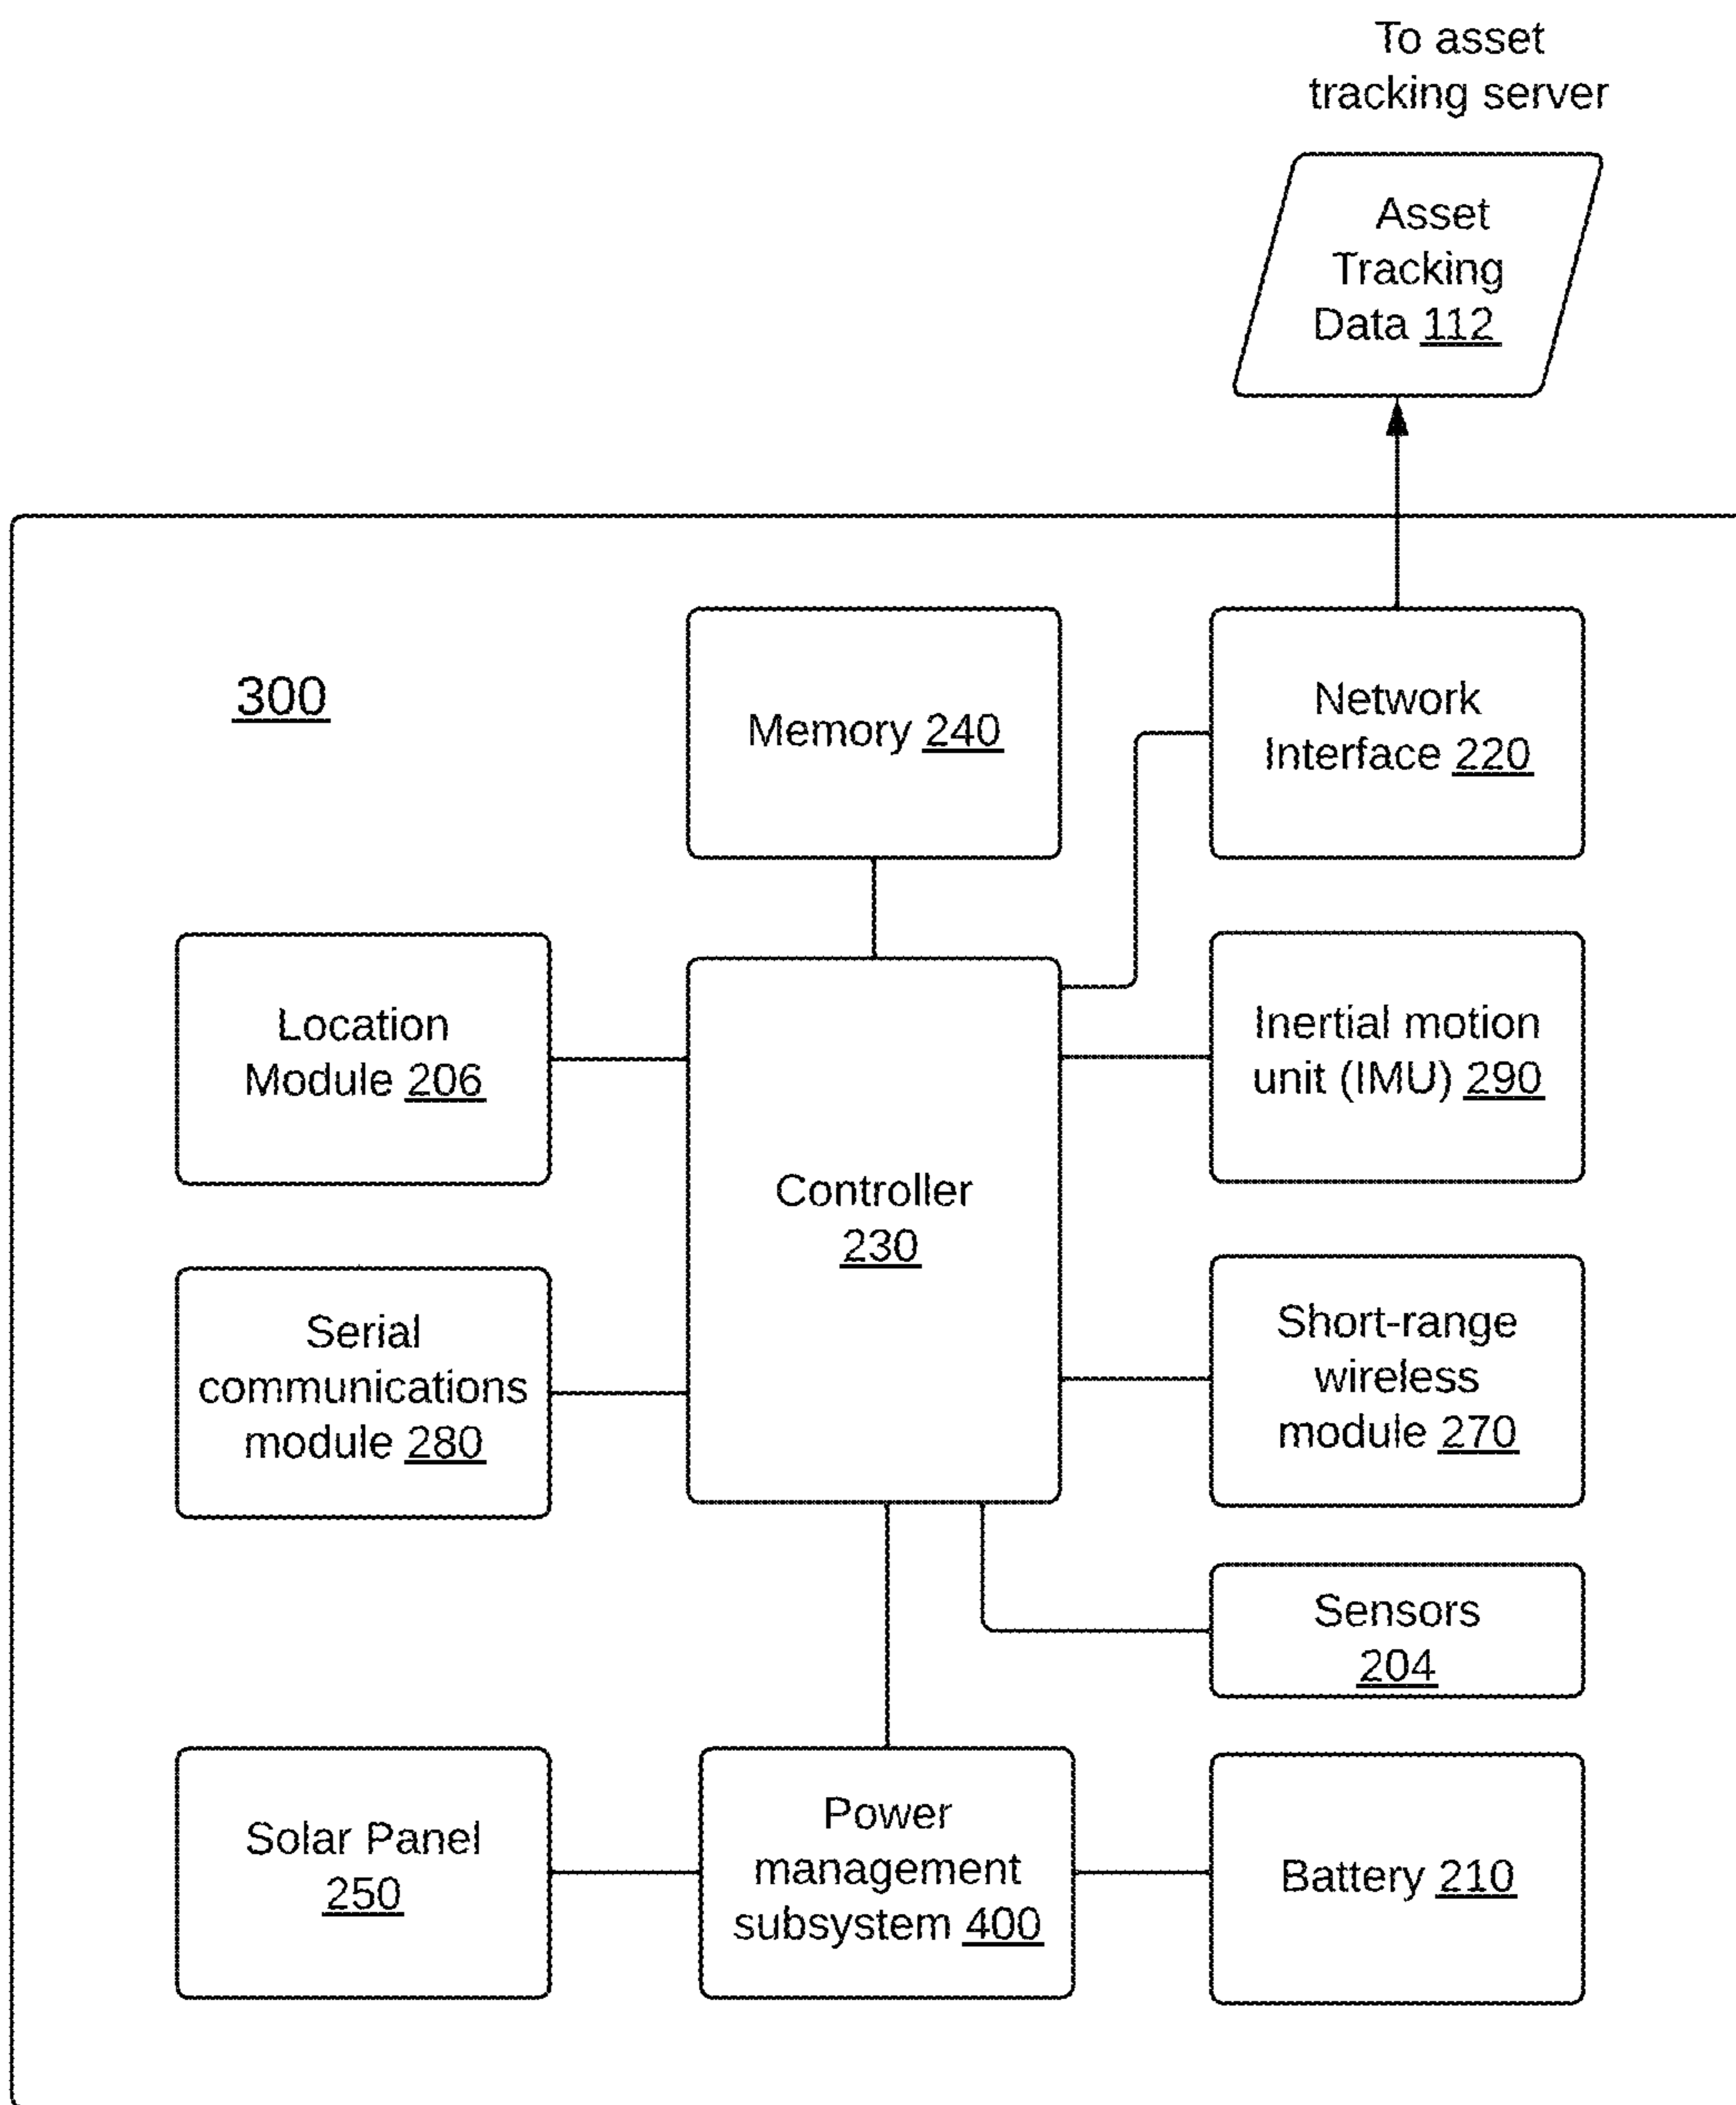 To asset
tracking server
Asset
Tracking
Data 112
300
Memory 240
Network
Interface 220
Location
Module 206
Inertial motion
unit (IMU) 290
Controller
230
Serial
communications
module 280
Short-range
wireless
module 270
Sensors
204
Solar Panel
250
Power
management
subsystem 400
Battery 210